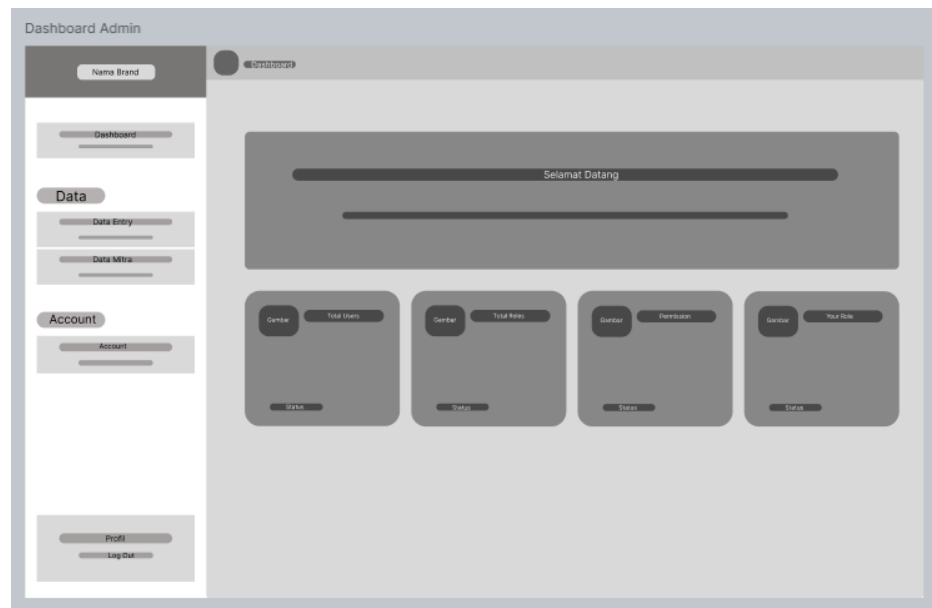 Dashboard Admin
Nama Brand
Dashboard
Dashboard
Data
Data Entry
Data Mitra
Account
Account
Profil
Log Out
Selamat Datang
Gambar
Total Users
Status
Gambar
Total Roles
Status
Gambar
Permission
Status
Gambar
Your Role
Status